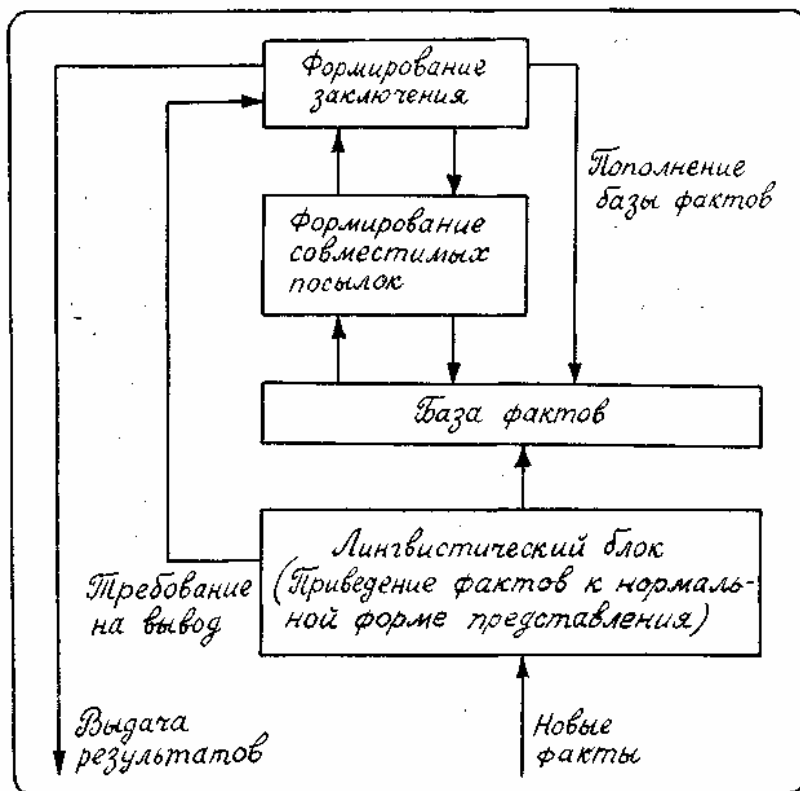 Формирование
заключения
Пополнение
базы фактов
Формирование
совместимых
посылок
База фактов
Лингвистический блок
(Приведение фактов к нормаль-
ной форме представления)
Требование
на вывод
Выдача
результатов
Новые
факты